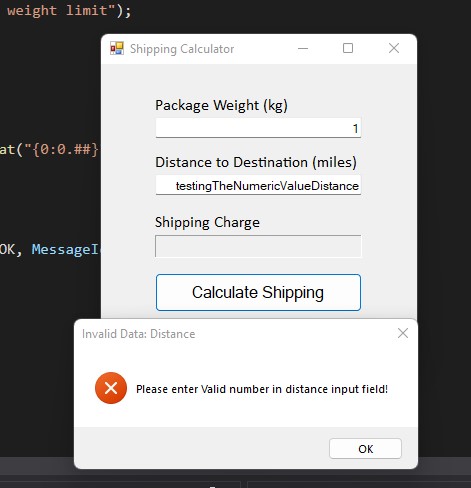 weight limit");
Shipping Calculator
Package Weight (kg)
1
at("{0:0.##}
Distance to Destination (miles)
testingTheNumericValueDistance
Shipping Charge
OK, MessageI
Calculate Shipping
Invalid Data: Distance
Please enter Valid number in distance input field!
OK